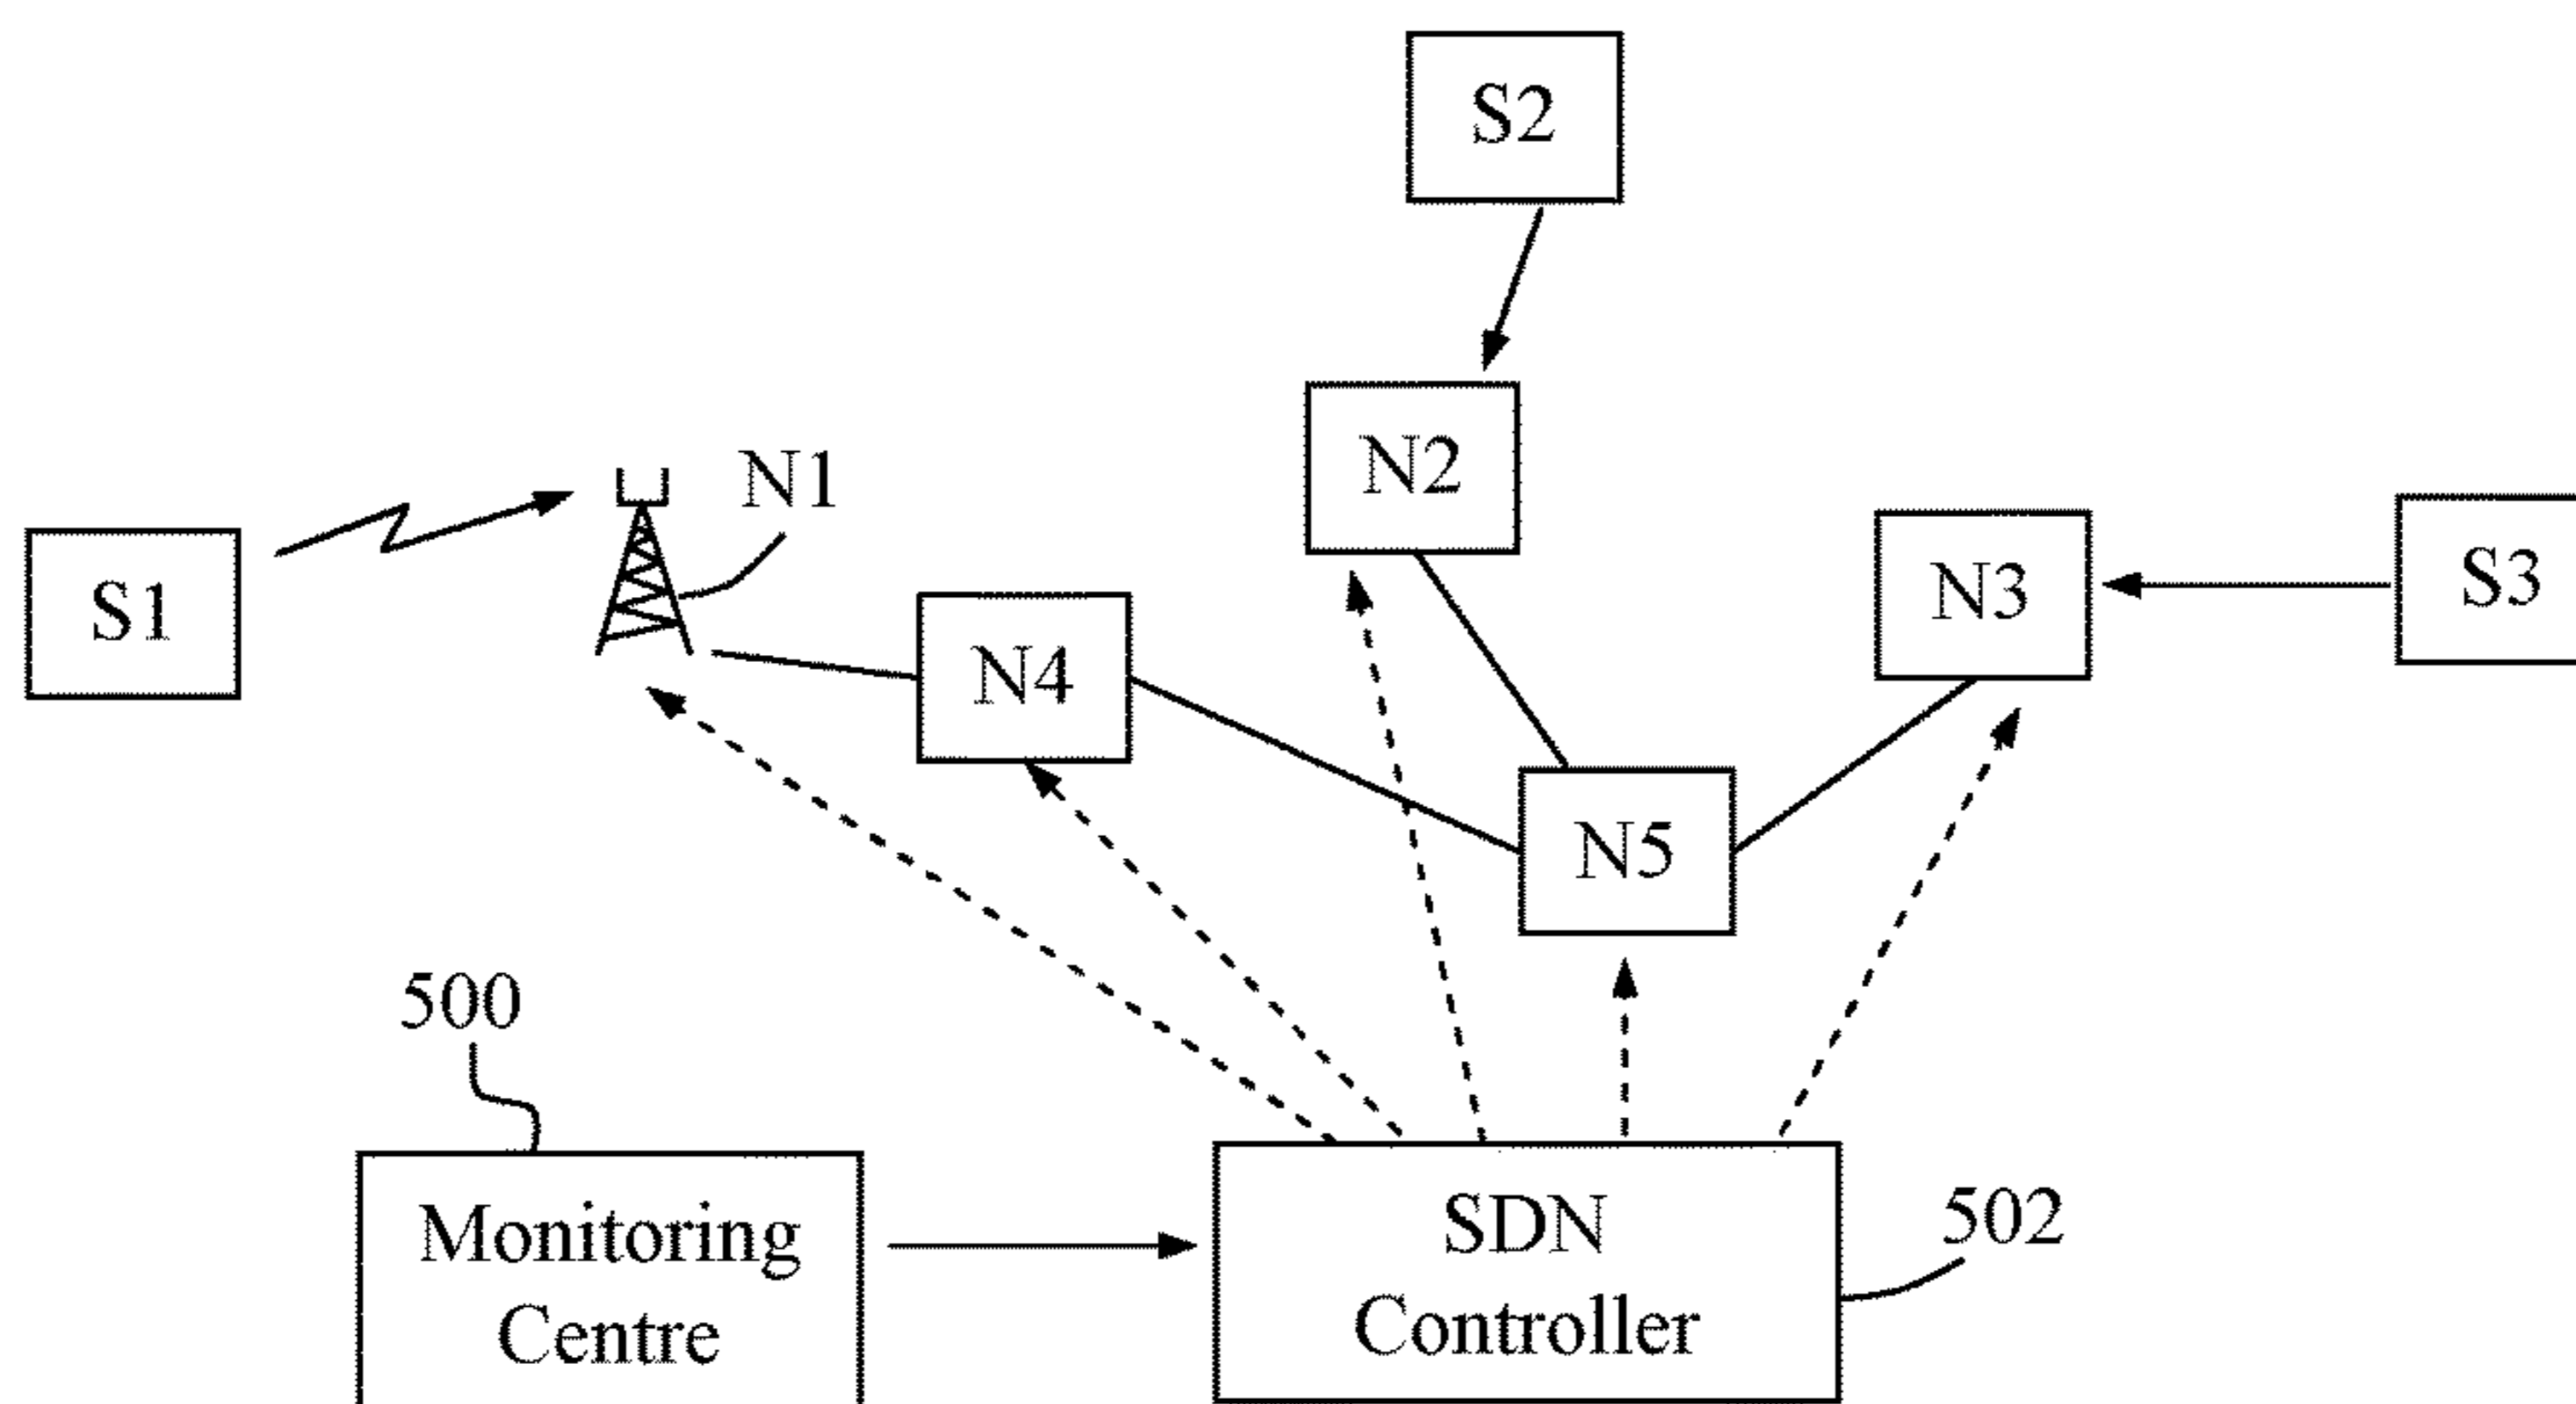 S2
N1
N2
S1
N3
S3
N4
N5
500
Monitoring
Centre
SDN
Controller
502